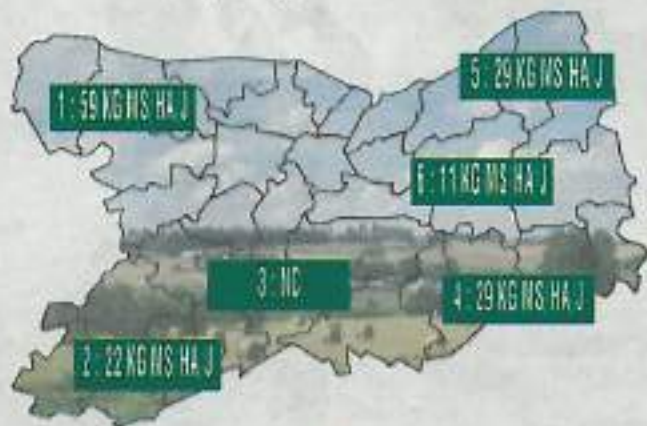 5 : 29 KG MS HA J
1 : 59 KG MS HA J
6 : 11 KG MS HA J
3 : ND
4 : 29 KG MS HA J
2 : 22 KG MS HA J